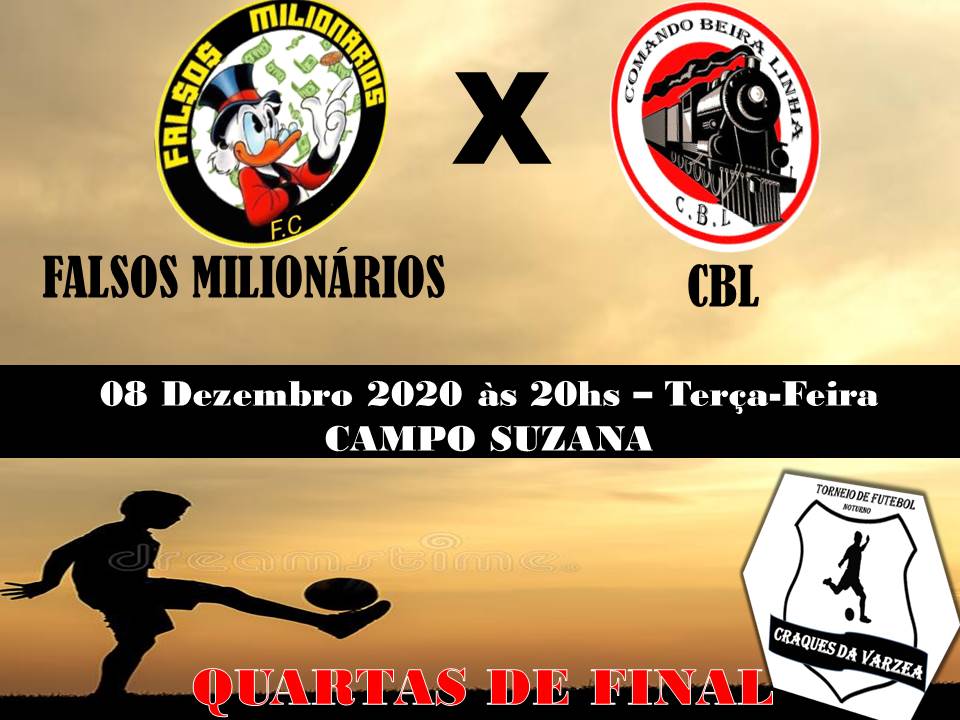 FALSOS MILIONÁRIOS
F.C
X
COMANDO BEIRA LINHA
C.B.L
FALSOS MILIONÁRIOS
CBL
08 Dezembro 2020 às 20hs – Terça-Feira
CAMPO SUZANA
dreamstime
TORNEIO DE FUTEBOL
NOTURNO
CRAQUES DA VARZEA
QUARTAS DE FINAL